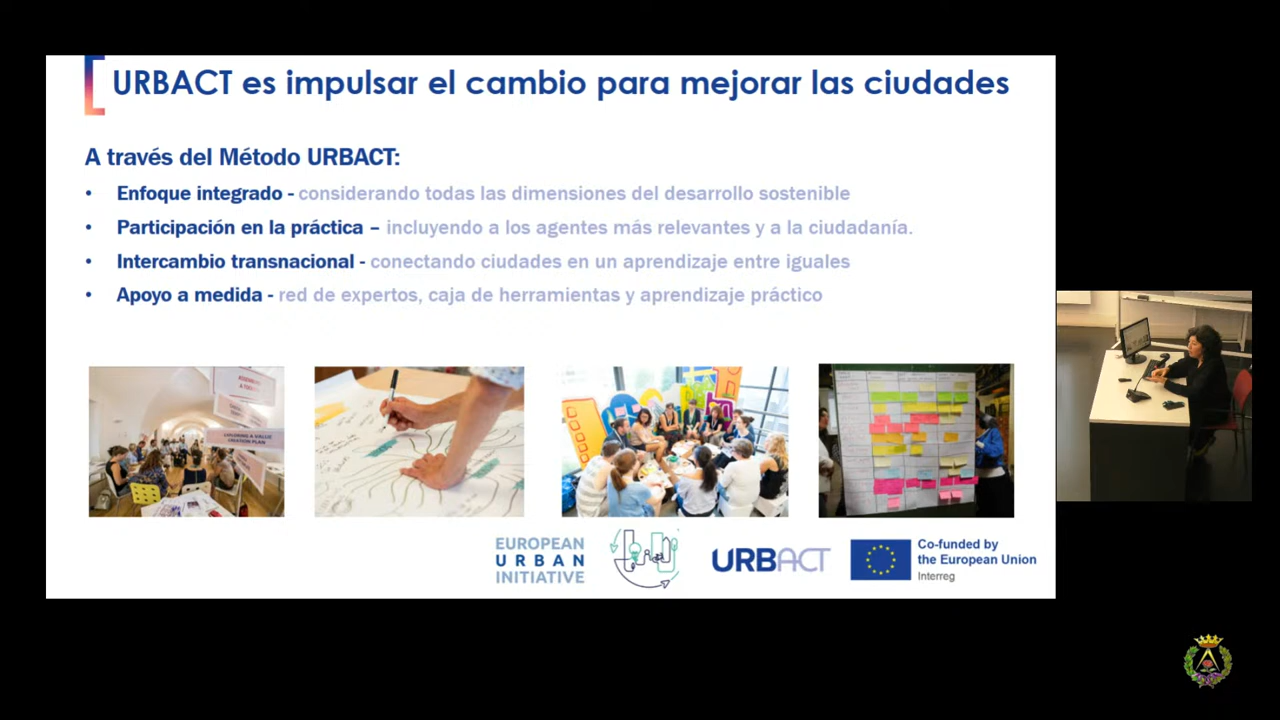 URBACT es impulsar el cambio para mejorar las ciudades
A través del Método URBACT:
• Enfoque integrado - considerando todas las dimensiones del desarrollo sostenible
• Participación en la práctica – incluyendo a los agentes más relevantes y a la ciudadanía.
• Intercambio transnacional - conectando ciudades en un aprendizaje entre iguales
• Apoyo a medida - red de expertos, caja de herramientas y aprendizaje práctico
EUROPEAN
URBAN
INITIATIVE
URBACT
Co-funded by
the European Union
Interreg